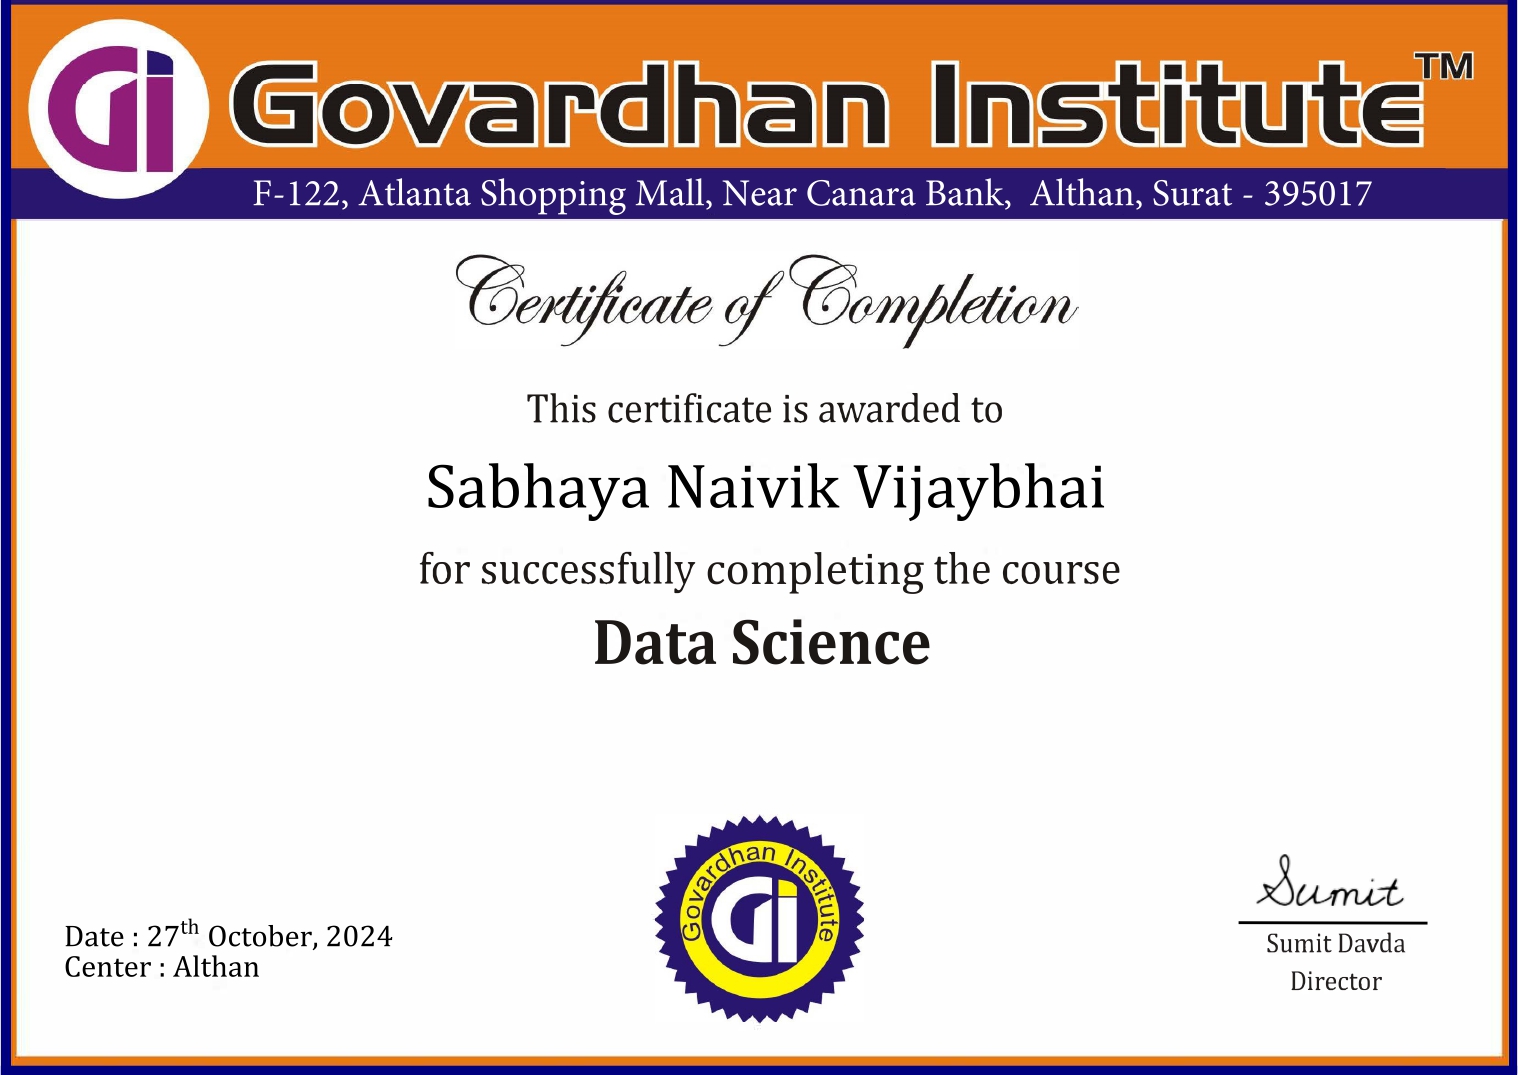 Gi Govardhan Institute™
F-122, Atlanta Shopping Mall, Near Canara Bank, Althan, Surat - 395017
Certificate of Completion
This certificate is awarded to
Sabhaya Naivik Vijaybhai
for successfully completing the course
Data Science
Govardhan Institute
Gi
Sumit
Date : 27th October, 2024
Center : Althan
Sumit Davda
Director